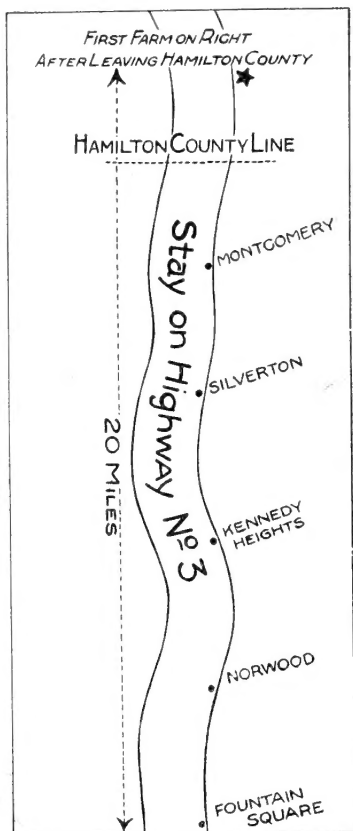 FIRST FARM ON RIGHT
AFTER LEAVING HAMILTON COUNTY
HAMILTON COUNTY LINE
MONTGOMERY
Stay on Highway No 3
SILVERTON
20 MILES
KENNEDY
HEIGHTS
NORWOOD
FOUNTAIN
SQUARE